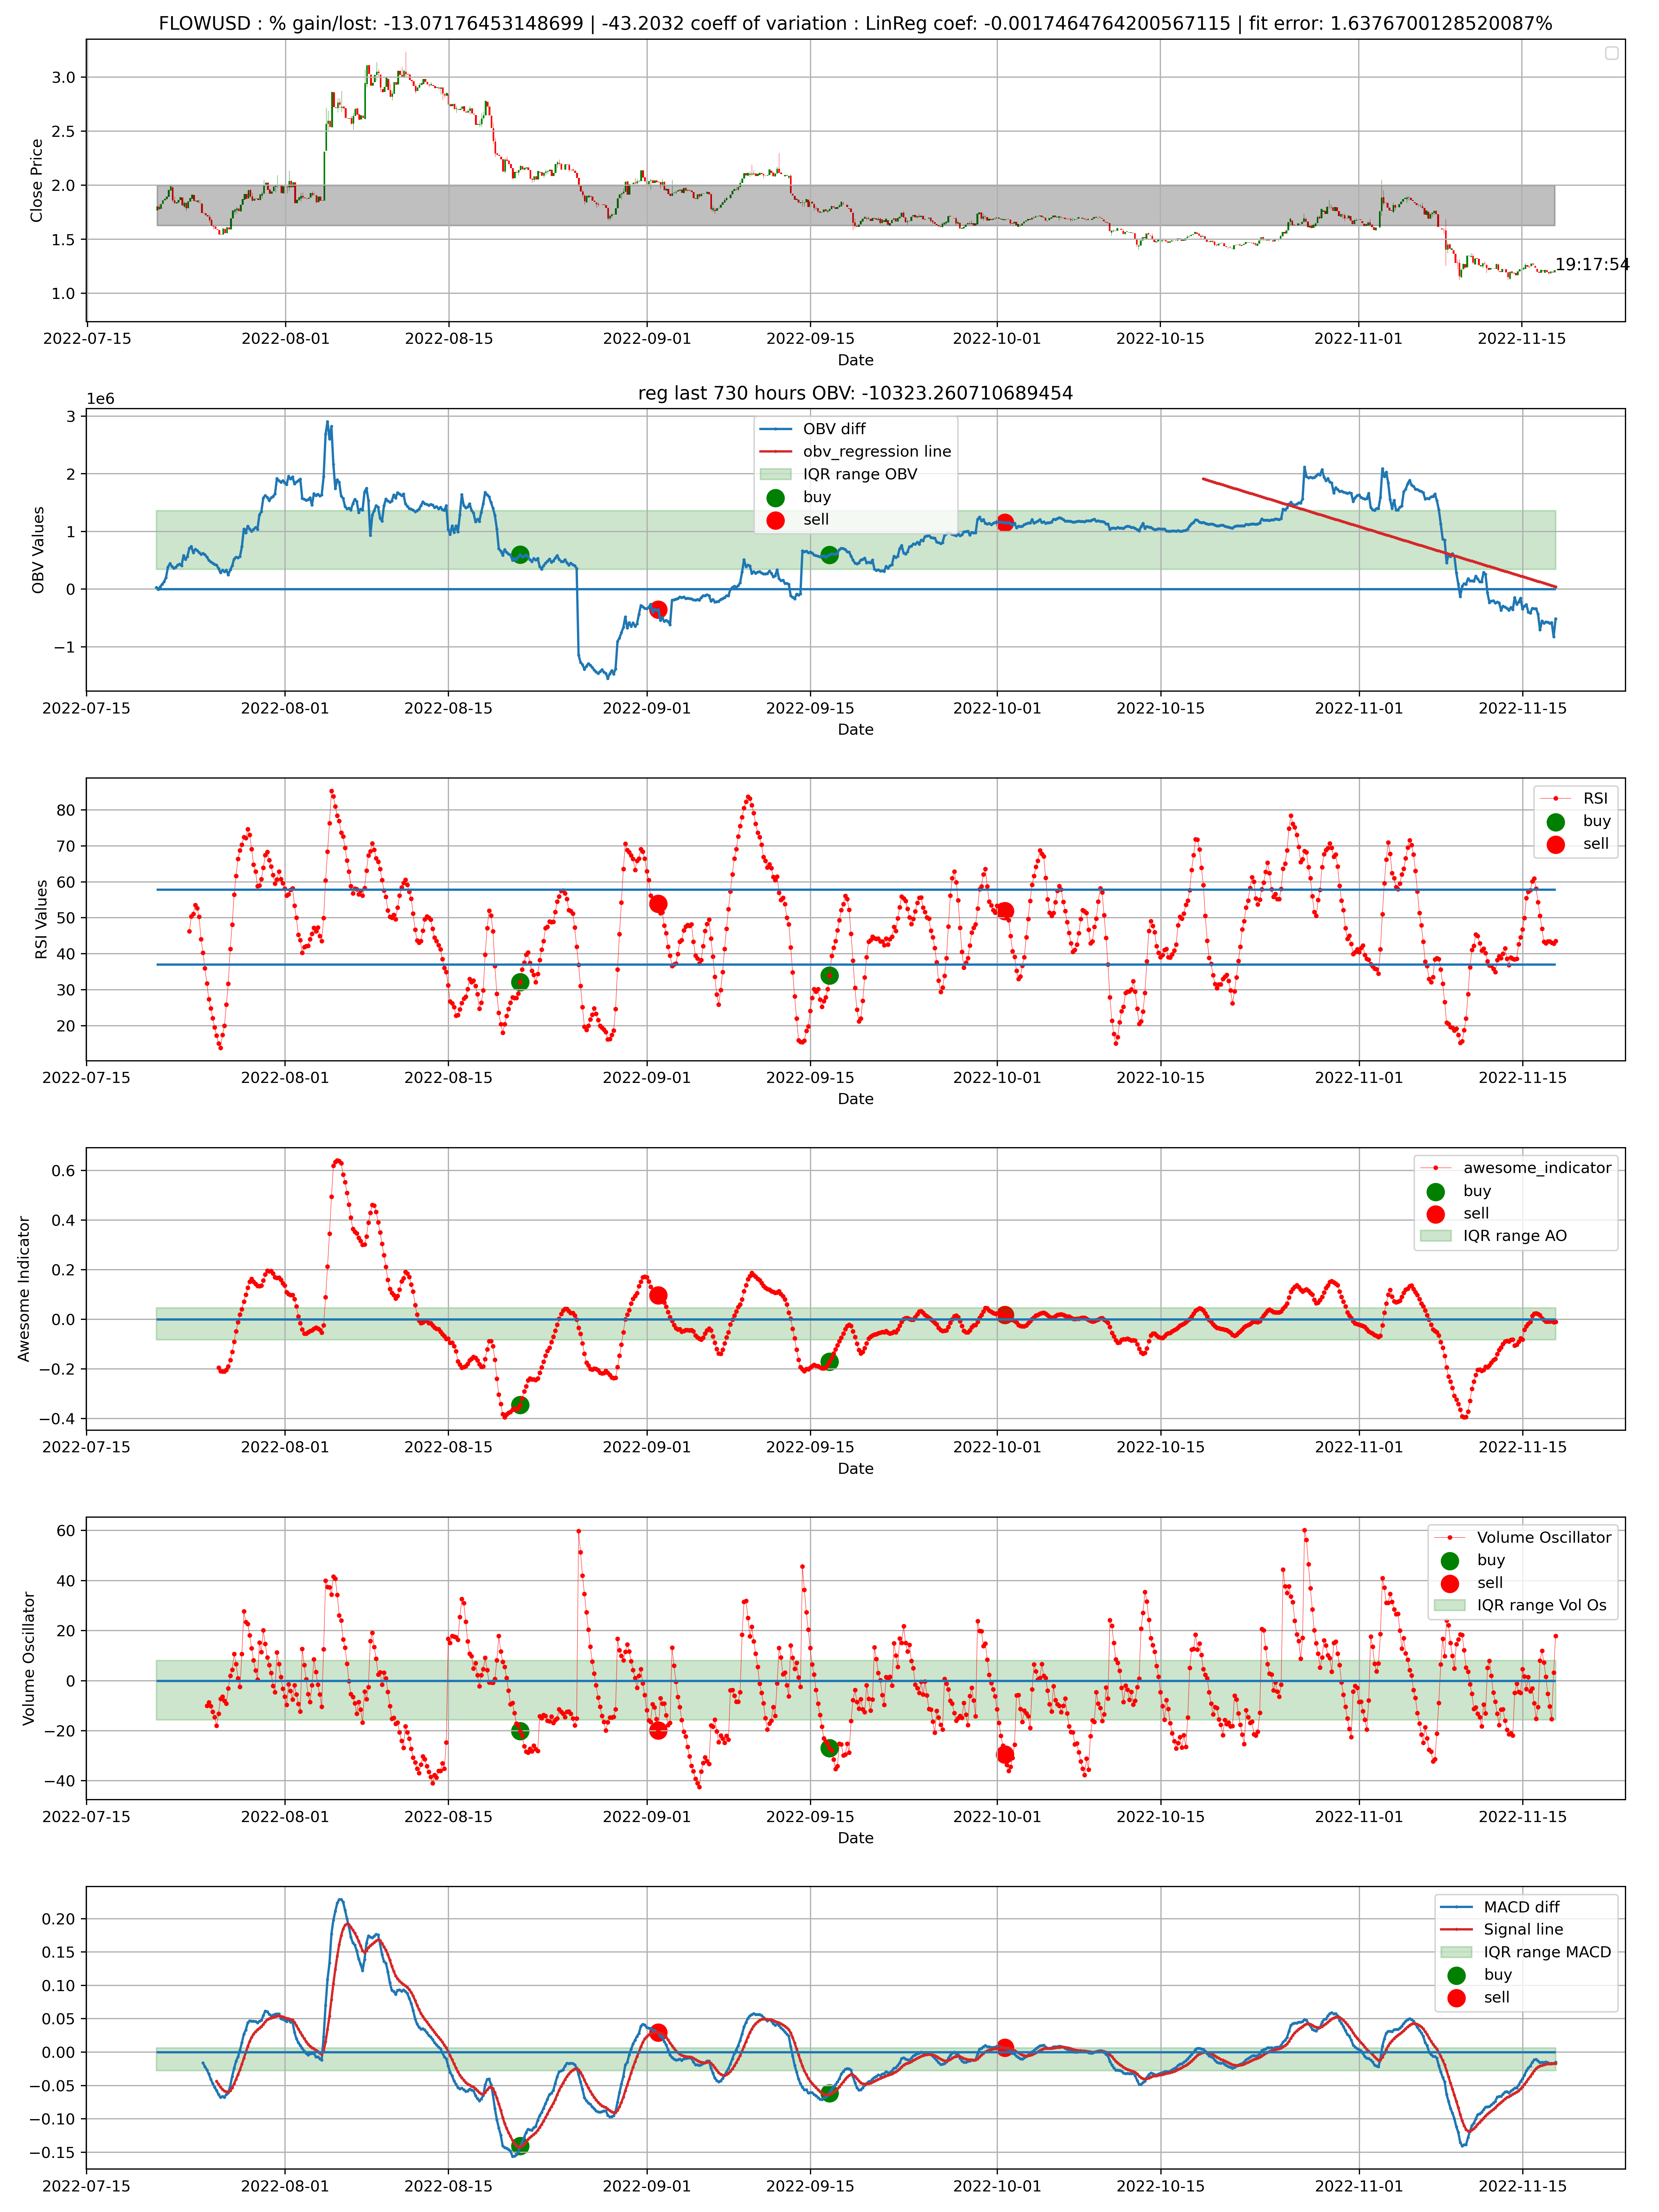 FLOWUSD : % gain/lost: -13.07176453148699 | -43.2032 coeff of variation : LinReg coef: -0.0017464764200567115 | fit error: 1.6376700128520087%
Close Price
3.0
2.5
2.0
1.5
1.0
19:17:54
2022-07-15 2022-08-01 2022-08-15 2022-09-01 2022-09-15 2022-10-01 2022-10-15 2022-11-01 2022-11-15
Date
reg last 730 hours OBV: -10323.260710689454
1e6
OBV Values
3
2
1
0
−1
OBV diff
obv_regression line
IQR range OBV
buy
sell
2022-07-15 2022-08-01 2022-08-15 2022-09-01 2022-09-15 2022-10-01 2022-10-15 2022-11-01 2022-11-15
Date
RSI Values
80
70
60
50
40
30
20
RSI
buy
sell
2022-07-15 2022-08-01 2022-08-15 2022-09-01 2022-09-15 2022-10-01 2022-10-15 2022-11-01 2022-11-15
Date
Awesome Indicator
0.6
0.4
0.2
0.0
−0.2
−0.4
awesome_indicator
buy
sell
IQR range AO
2022-07-15 2022-08-01 2022-08-15 2022-09-01 2022-09-15 2022-10-01 2022-10-15 2022-11-01 2022-11-15
Date
Volume Oscillator
60
40
20
0
−20
−40
Volume Oscillator
buy
sell
IQR range Vol Os
2022-07-15 2022-08-01 2022-08-15 2022-09-01 2022-09-15 2022-10-01 2022-10-15 2022-11-01 2022-11-15
Date
0.20
0.15
0.10
0.05
0.00
−0.05
−0.10
−0.15
MACD diff
Signal line
IQR range MACD
buy
sell
2022-07-15 2022-08-01 2022-08-15 2022-09-01 2022-09-15 2022-10-01 2022-10-15 2022-11-01 2022-11-15